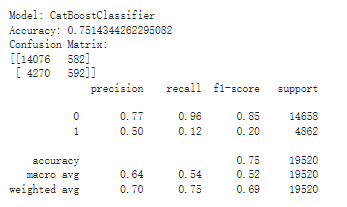 Model: CatBoostClassifier
Accuracy: 0.7514344262295082
Confusion Matrix:
[[14076   582]
 [ 4270   592]]
              precision    recall  f1-score   support

           0       0.77      0.96      0.85     14658
           1       0.50      0.12      0.20      4862

    accuracy                           0.75     19520
   macro avg       0.64      0.54      0.52     19520
weighted avg       0.70      0.75      0.69     19520